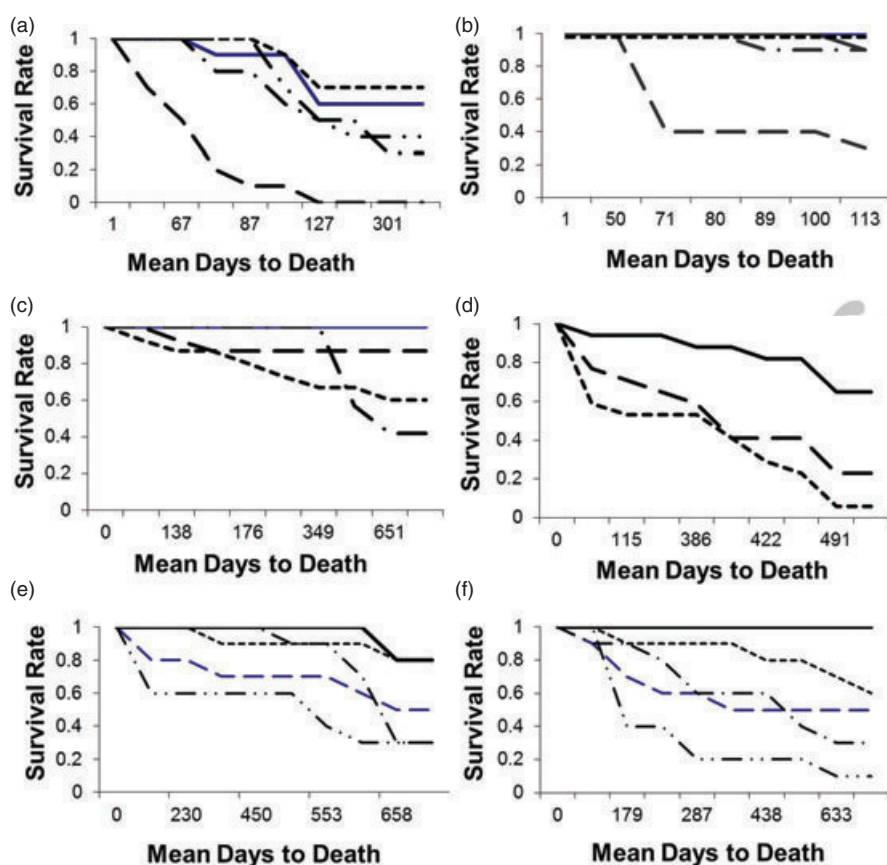 (a)
1
0.8
0.6
0.4
0.2
0
Survival Rate
1 67 87 127 301
Mean Days to Death
(b)
1
0.8
0.6
0.4
0.2
0
Survival Rate
1 50 71 80 89 100 113
Mean Days to Death
(c)
1
0.8
0.6
0.4
0.2
0
Survival Rate
0 138 176 349 651
Mean Days to Death
(d)
1
0.8
0.6
0.4
0.2
0
Survival Rate
0 115 386 422 491
Mean Days to Death
(e)
1
0.8
0.6
0.4
0.2
0
Survival Rate
0 230 450 553 658
Mean Days to Death
(f)
1
0.8
0.6
0.4
0.2
0
Survival Rate
0 179 287 438 633
Mean Days to Death